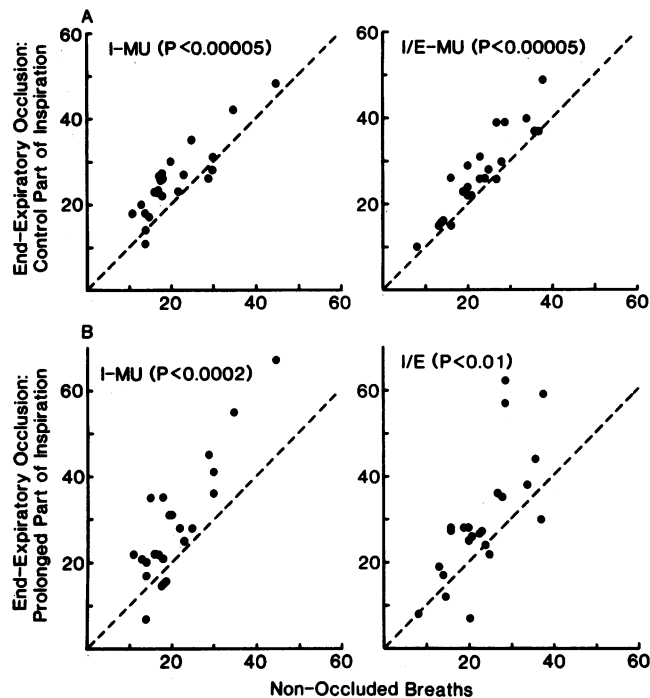 A
I-MU (P<0.00005)
I/E-MU (P<0.00005)
End-Expiratory Occlusion:
Control Part of Inspiration
60
40
20
20
40
60
60
40
20
20
40
60
B
I-MU (P<0.0002)
I/E (P<0.01)
End-Expiratory Occlusion:
Prolonged Part of Inspiration
60
40
20
20
40
60
60
40
20
20
40
60
Non-Occluded Breaths